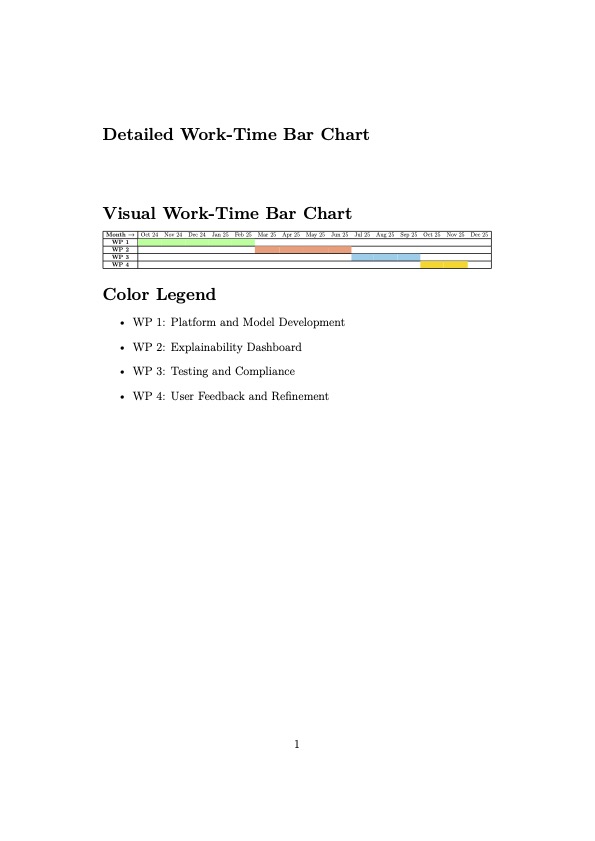 Detailed Work-Time Bar Chart
Visual Work-Time Bar Chart
Month → Oct 24 Nov 24 Dec 24 Jan 25 Feb 25 Mar 25 Apr 25 May 25 Jun 25 Jul 25 Aug 25 Sep 25 Oct 25 Nov 25 Dec 25
WP 1
WP 2
WP 3
WP 4
Color Legend
• WP 1: Platform and Model Development
• WP 2: Explainability Dashboard
• WP 3: Testing and Compliance
• WP 4: User Feedback and Refinement
1